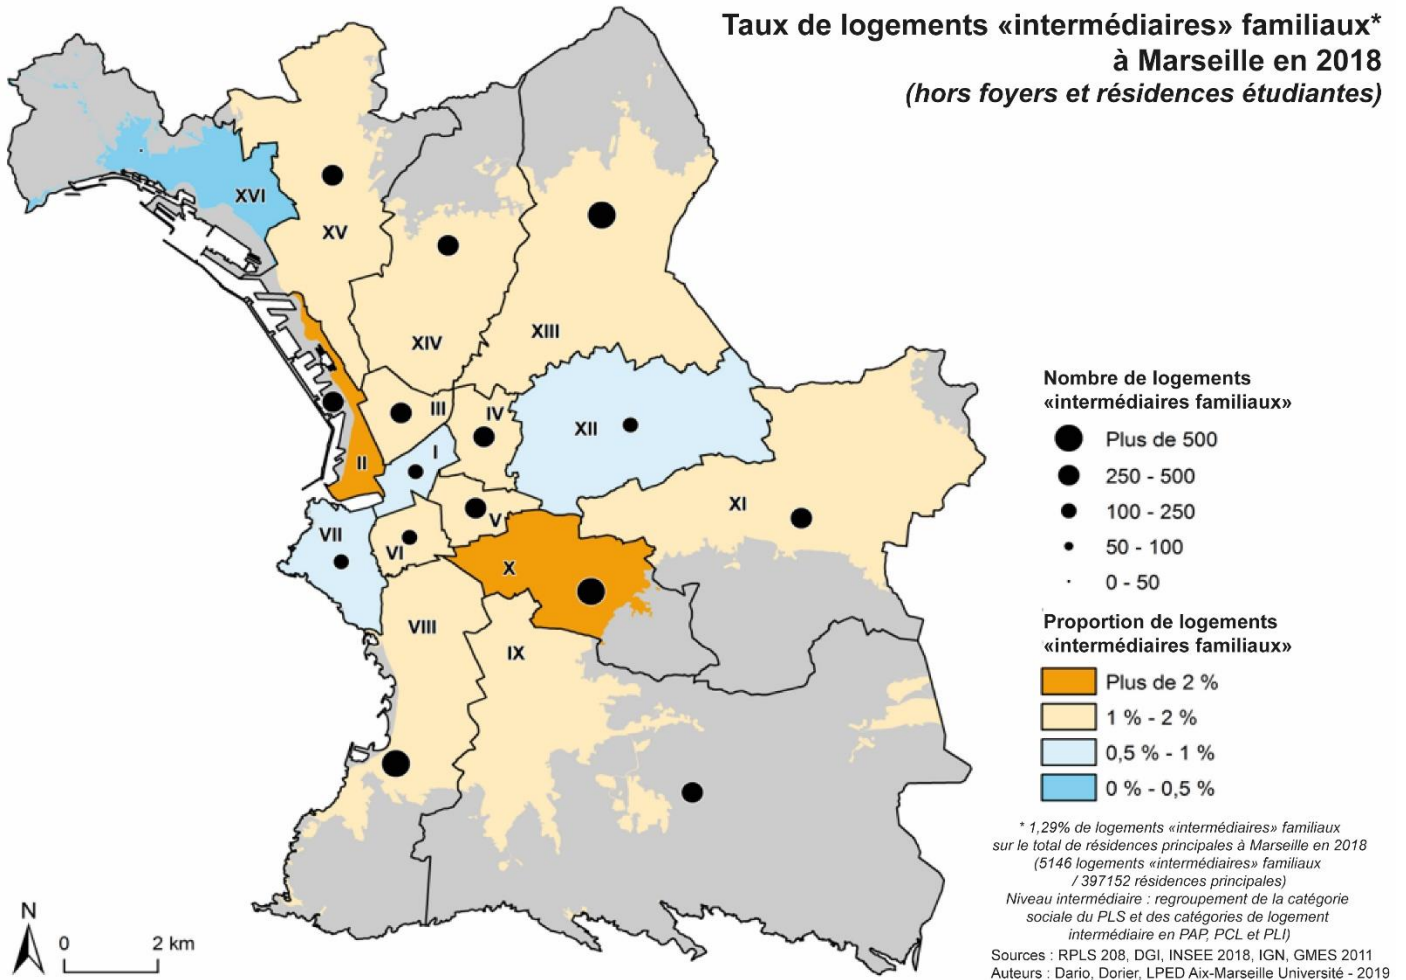 Taux de logements «intermédiaires» familiaux*
à Marseille en 2018
(hors foyers et résidences étudiantes)
XVI
XV
XIV
XIII
III
IV
XII
II
I
XI
VII
V
VI
X
VIII
IX
Nombre de logements
«intermédiaires familiaux»
Plus de 500
250 - 500
100 - 250
50 - 100
0 - 50
Proportion de logements
«intermédiaires familiaux»
Plus de 2 %
1 % - 2 %
0,5 % - 1 %
0 % - 0,5 %
* 1,29% de logements «intermédiaires» familiaux
sur le total de résidences principales à Marseille en 2018
(5146 logements «intermédiaires» familiaux
/ 397152 résidences principales)
Niveau intermédiaire : regroupement de la catégorie
sociale du PLS et des catégories de logement
intermédiaire en PAP, PCL et PLI)
Sources : RPLS 208, DGI, INSEE 2018, IGN, GMES 2011
Auteurs : Dario, Dorier, LPED Aix-Marseille Université - 2019
N
0 2 km